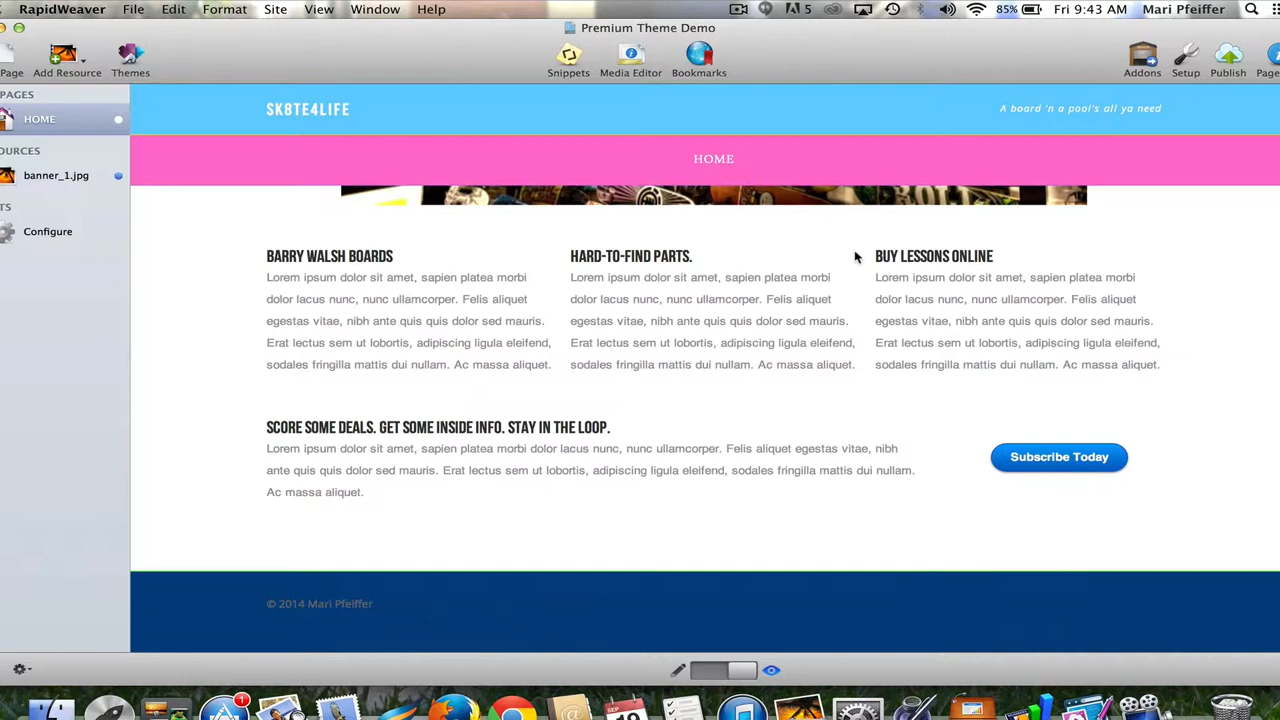 RapidWeaver File Edit Format Site View Window Help 5 85% Fri 9:43 AM Mari Pfeiffer
Premium Theme Demo
Page Add Resource Themes Snippets Media Editor Bookmarks Addons Setup Publish Page
PAGES
HOME
OURCES
banner_1.jpg
TS
Configure
SK8TE4LIFE
A board 'n a pool's all ya need
HOME
BARRY WALSH BOARDS
Lorem ipsum dolor sit amet, sapien platea morbi
dolor lacus nunc, nunc ullamcorper. Felis aliquet
egestas vitae, nibh ante quis quis dolor sed mauris.
Erat lectus sem ut lobortis, adipiscing ligula eleifend,
sodales fringilla mattis dui nullam. Ac massa aliquet.
HARD-TO-FIND PARTS.
Lorem ipsum dolor sit amet, sapien platea morbi
dolor lacus nunc, nunc ullamcorper. Felis aliquet
egestas vitae, nibh ante quis quis dolor sed mauris.
Erat lectus sem ut lobortis, adipiscing ligula eleifend,
sodales fringilla mattis dui nullam. Ac massa aliquet.
BUY LESSONS ONLINE
Lorem ipsum dolor sit amet, sapien platea morbi
dolor lacus nunc, nunc ullamcorper. Felis aliquet
egestas vitae, nibh ante quis quis dolor sed mauris.
Erat lectus sem ut lobortis, adipiscing ligula eleifend,
sodales fringilla mattis dui nullam. Ac massa aliquet.
SCORE SOME DEALS. GET SOME INSIDE INFO. STAY IN THE LOOP.
Lorem ipsum dolor sit amet, sapien platea morbi dolor lacus nunc, nunc ullamcorper. Felis aliquet egestas vitae, nibh
ante quis quis dolor sed mauris. Erat lectus sem ut lobortis, adipiscing ligula eleifend, sodales fringilla mattis dui nullam.
Ac massa aliquet.
Subscribe Today
© 2014 Mari Pfeiffer
1
SEP